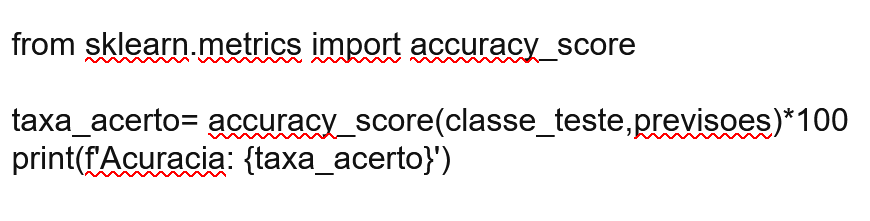 from sklearn.metrics import accuracy_score
taxa_acerto= accuracy_score(classe_teste,previsoes)*100
print(f'Acuracia: {taxa_acerto}')